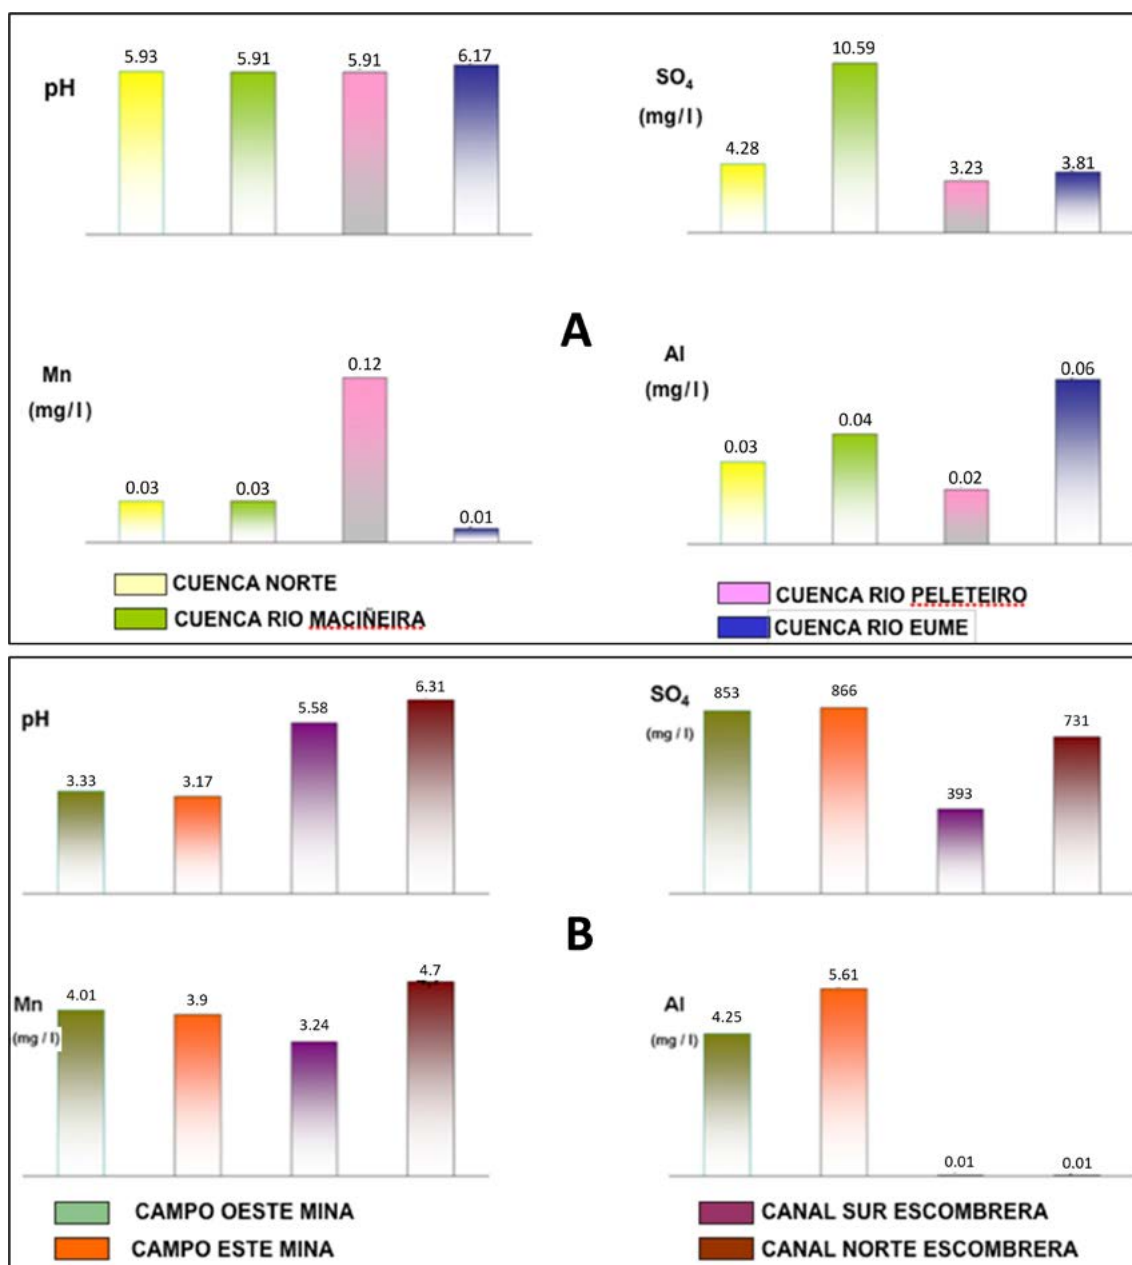 pH
5.93
5.91
5.91
6.17
SO₄
(mg/l)
4.28
10.59
3.23
3.81
A
Mn
(mg/l)
0.03
0.03
0.12
0.01
Al
(mg/l)
0.03
0.04
0.02
0.06
CUENCA NORTE
CUENCA RIO MACIÑEIRA
CUENCA RIO PELETEIRO
CUENCA RIO EUME
pH
3.33
3.17
5.58
6.31
SO₄
(mg / l)
853
866
393
731
B
Mn
(mg / l)
4.01
3.9
3.24
4.7
Al
(mg / l)
4.25
5.61
0.01
0.01
CAMPO OESTE MINA
CAMPO ESTE MINA
CANAL SUR ESCOMBRERA
CANAL NORTE ESCOMBRERA